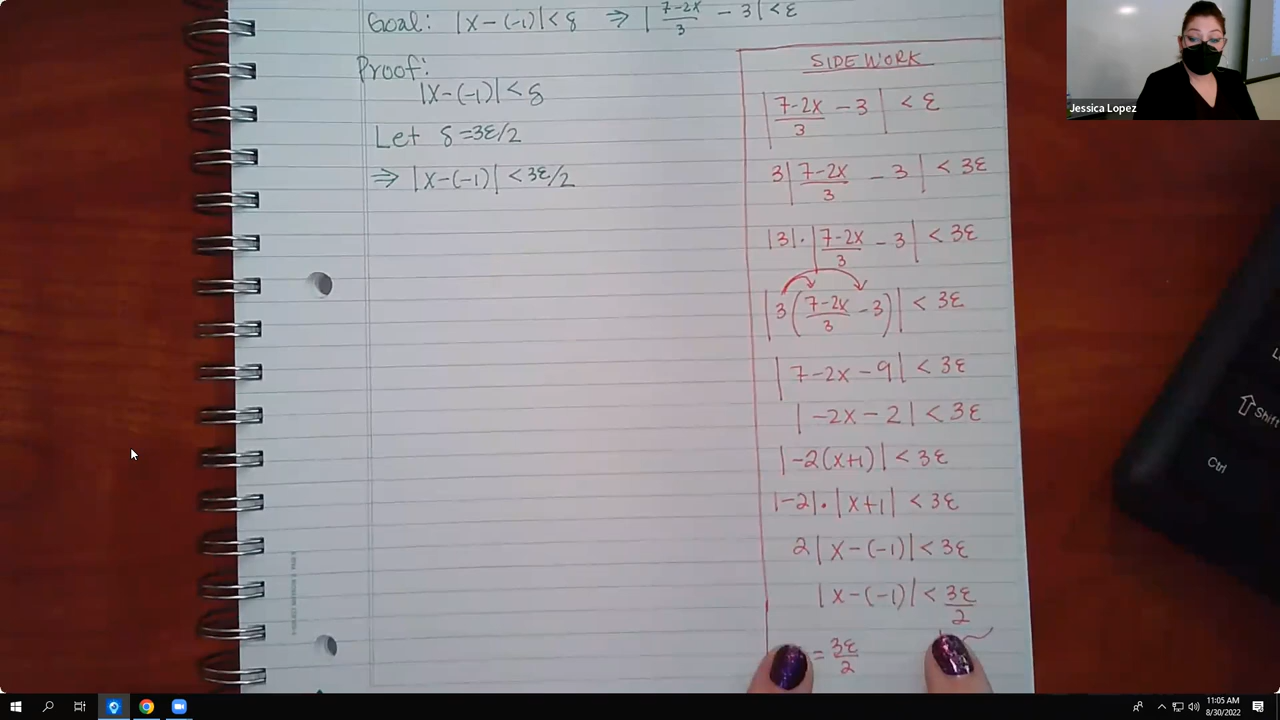 Goal: |x-(-1)| < δ ⇒ |(7-2x)/3 - 3| < ε
Proof:
|x-(-1)| < δ
Let δ = 3ε/2
⇒ |x-(-1)| < 3ε/2
SIDE WORK
|(7-2x)/3 - 3| < ε
3|(7-2x)/3 - 3| < 3ε
|3|·|(7-2x)/3 - 3| < 3ε
|3((7-2x)/3 - 3)| < 3ε
|7-2x-9| < 3ε
|-2x-2| < 3ε
|-2(x+1)| < 3ε
|-2|·|x+1| < 3ε
2|x-(-1)| < 3ε
|x-(-1)| < 3ε/2
= 3ε/2
Jessica Lopez
Shift
Ctrl
11:05 AM
8/30/2022